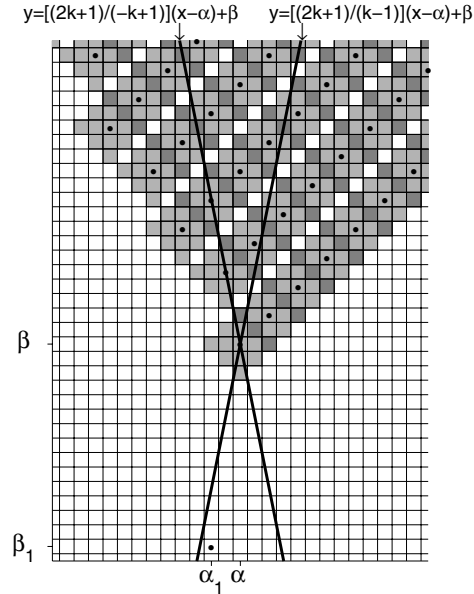 y=[(2k+1)/(-k+1)](x-α)+β y=[(2k+1)/(k-1)](x-α)+β
β
β₁
α₁ α